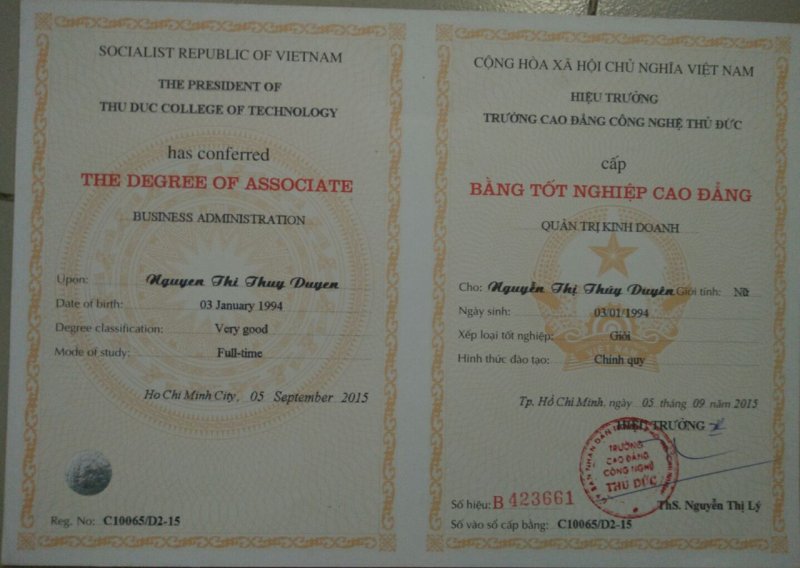 SOCIALIST REPUBLIC OF VIETNAM
THE PRESIDENT OF
THU DUC COLLEGE OF TECHNOLOGY
has conferred
THE DEGREE OF ASSOCIATE
BUSINESS ADMINISTRATION
Upon: Nguyen Thi Thuy Duyen
Date of birth: 03 January 1994
Degree classification: Very good
Mode of study: Full-time
Ho Chi Minh City, 05 September 2015
Reg. No: C10065/D2-15
CỘNG HÒA XÃ HỘI CHỦ NGHĨA VIỆT NAM
HIỆU TRƯỞNG
TRƯỜNG CAO ĐẲNG CÔNG NGHỆ THỦ ĐỨC
cấp
BẰNG TỐT NGHIỆP CAO ĐẲNG
QUẢN TRỊ KINH DOANH
Cho: Nguyễn Thị Thúy Duyên Giới tính: Nữ
Ngày sinh: 03/01/1994
Xếp loại tốt nghiệp: Giỏi
Hình thức đào tạo: Chính quy
Tp. Hồ Chí Minh, ngày 05 tháng 09 năm 2015
HIỆU TRƯỞNG
TRƯỜNG
CAO ĐẲNG
CÔNG NGHỆ
THỦ ĐỨC
Số hiệu: B 423661
ThS. Nguyễn Thị Lý
Số vào sổ cấp bằng: C10065/D2-15